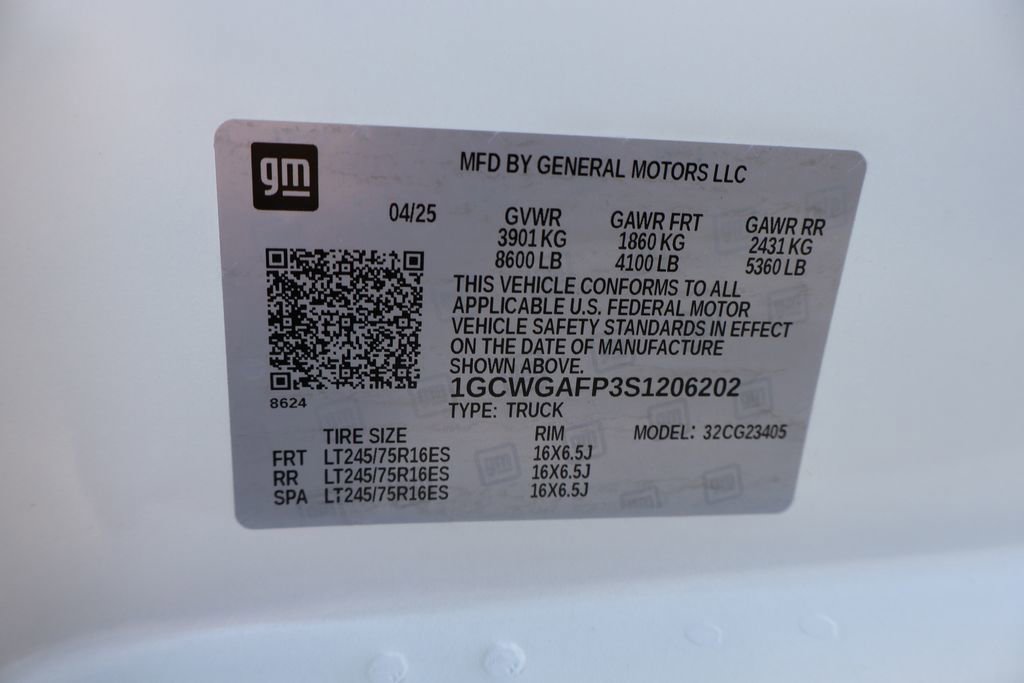 gm
MFD BY GENERAL MOTORS LLC
04/25 GVWR GAWR FRT GAWR RR
3901 KG 1860 KG 2431 KG
8600 LB 4100 LB 5360 LB
THIS VEHICLE CONFORMS TO ALL
APPLICABLE U.S. FEDERAL MOTOR
VEHICLE SAFETY STANDARDS IN EFFECT
ON THE DATE OF MANUFACTURE
SHOWN ABOVE.
1GCWGAFP3S1206202
8624
TYPE: TRUCK
TIRE SIZE RIM MODEL: 32CG23405
FRT LT245/75R16ES 16X6.5J
RR LT245/75R16ES 16X6.5J
SPA LT245/75R16ES 16X6.5J